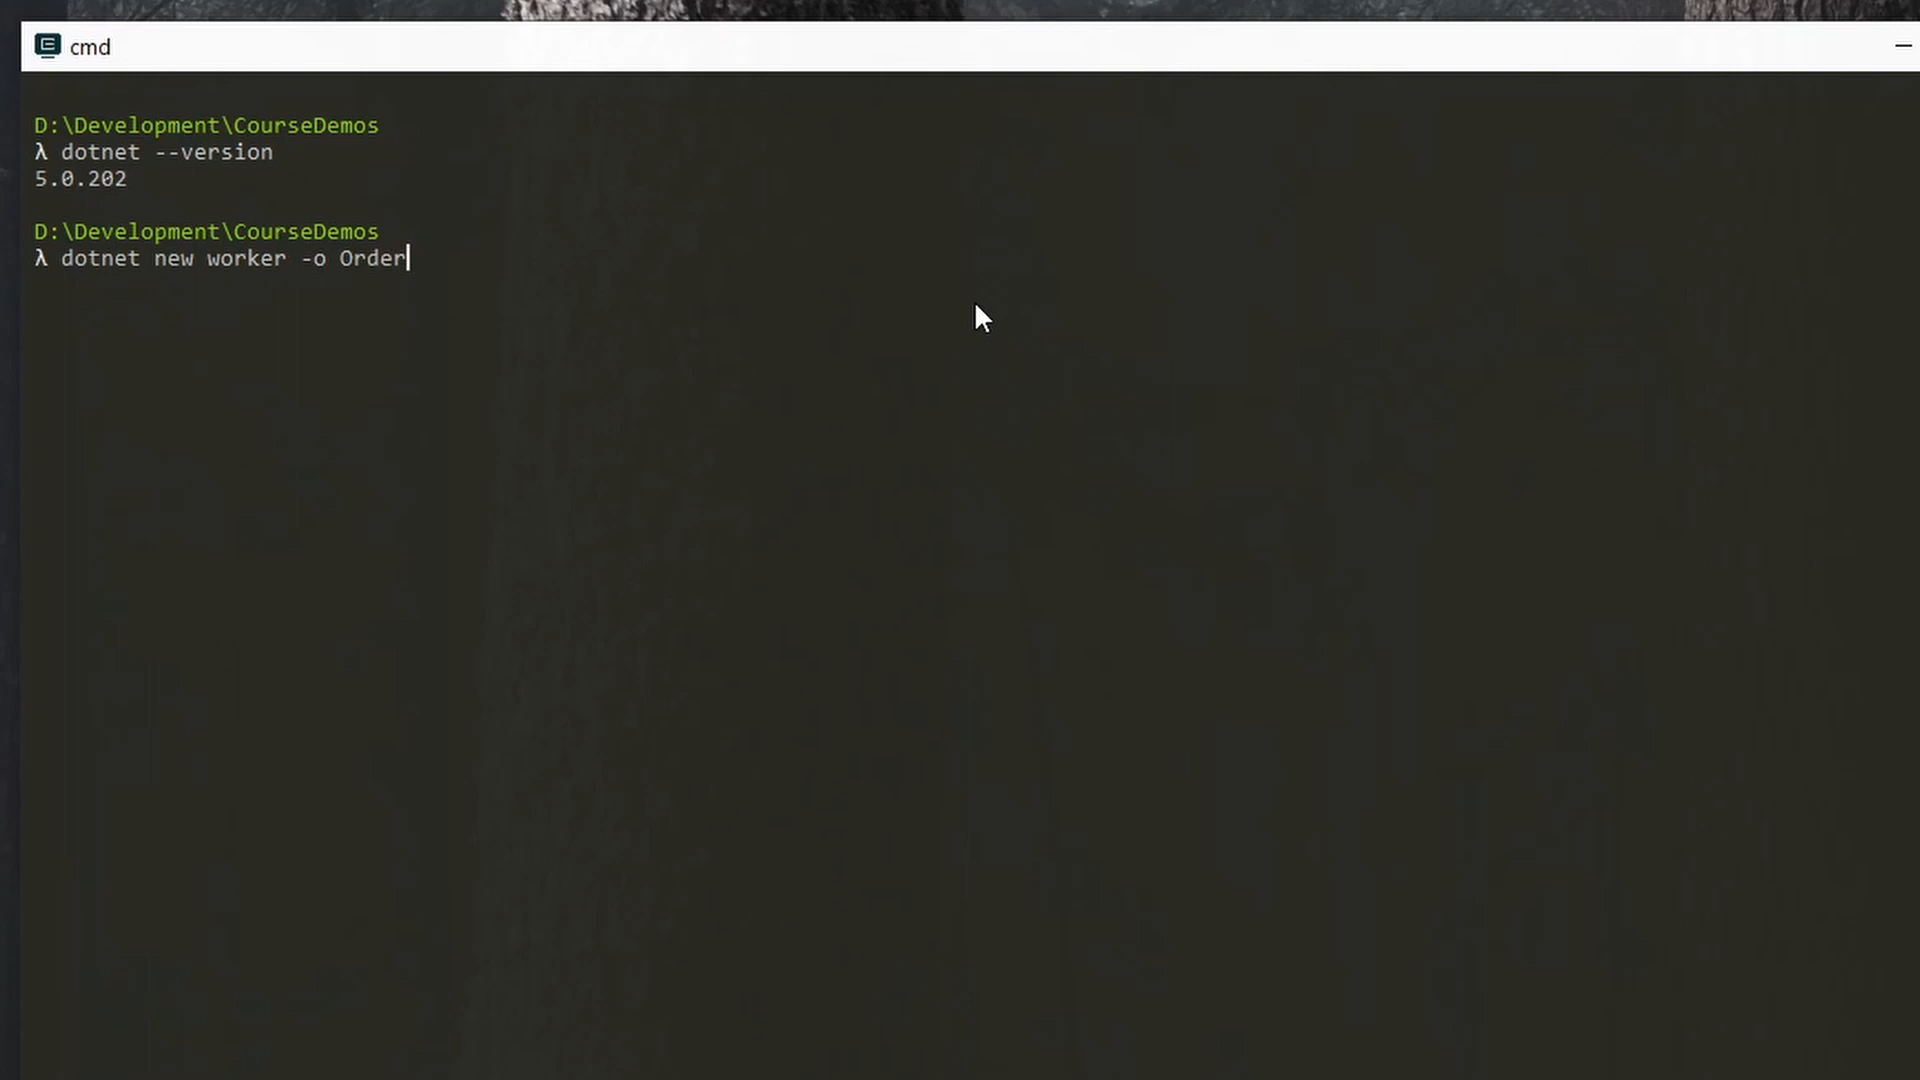 cmd
D:\Development\CourseDemos
λ dotnet --version
5.0.202
D:\Development\CourseDemos
λ dotnet new worker -o Order